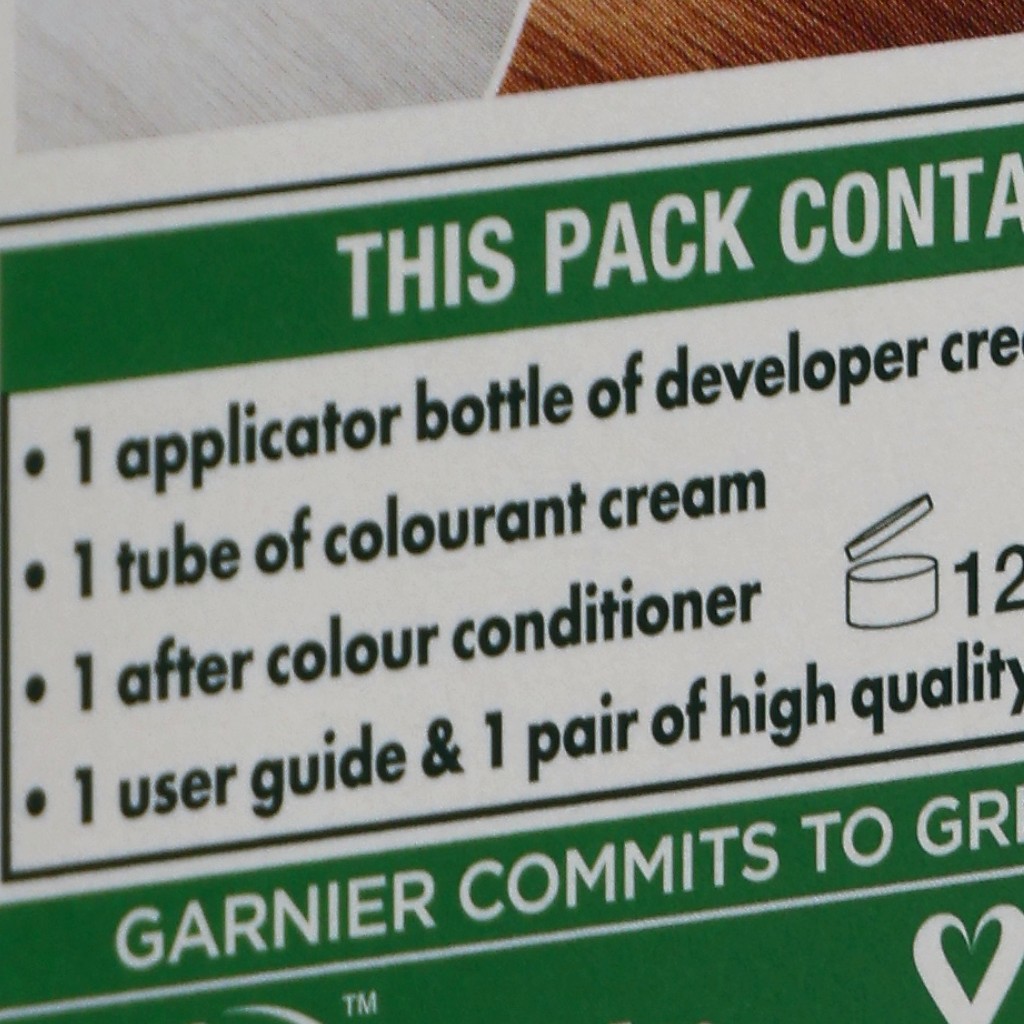 THIS PACK CONTA
• 1 applicator bottle of developer cre
• 1 tube of colourant cream
• 1 after colour conditioner
12
• 1 user guide & 1 pair of high quality
GARNIER COMMITS TO GRE
TM